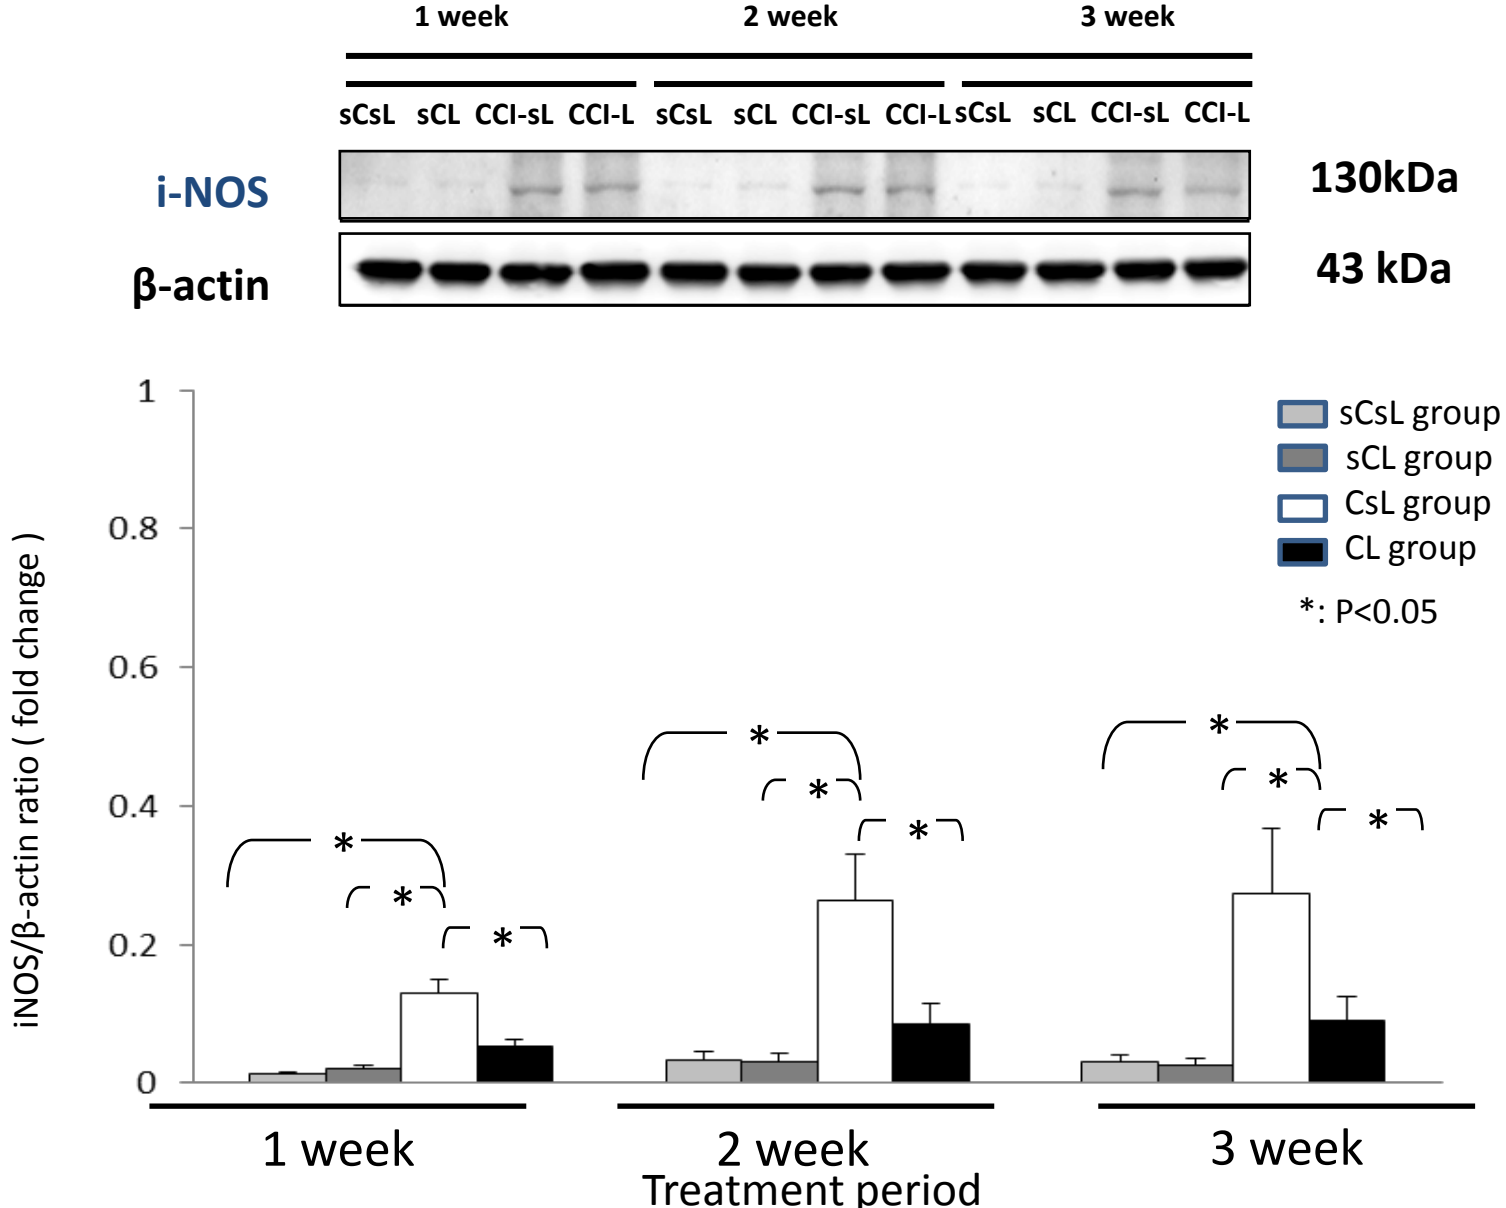 1 week 2 week 3 week
sCsL sCL CCI-sL CCI-L sCsL sCL CCI-sL CCI-L sCsL sCL CCI-sL CCI-L
i-NOS 130kDa
β-actin 43 kDa
iNOS/β-actin ratio ( fold change )
1
0.8
0.6
0.4
0.2
0
sCsL group
sCL group
CsL group
CL group
*: P<0.05
* * *
* * *
* * *
1 week 2 week 3 week
Treatment period